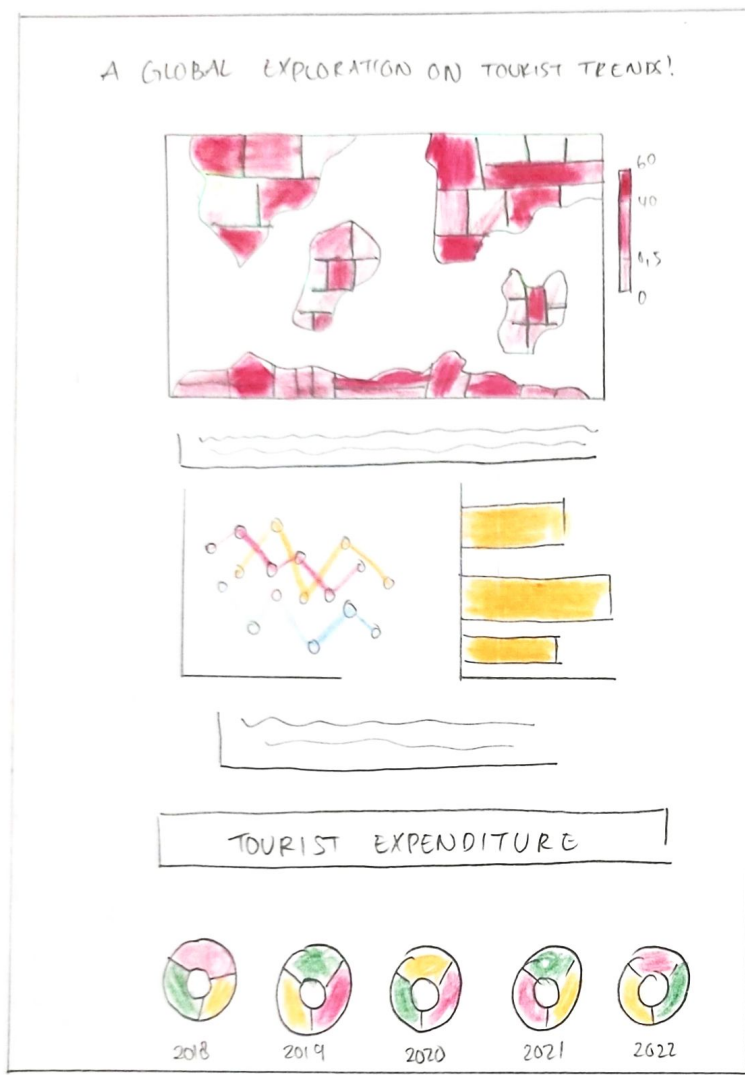 A GLOBAL EXPLORATION ON TOURIST TRENDS!
60
40
0,5
0
TOURIST EXPENDITURE
2018 2019 2020 2021 2022